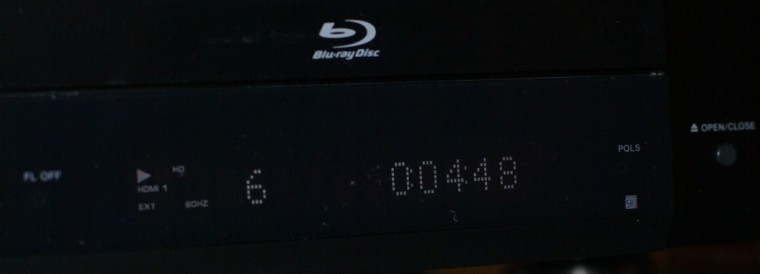 Blu-ray Disc
OPEN/CLOSE
PQLS
FL OFF
HD
HDMI 1
EXT 60HZ
6 00448